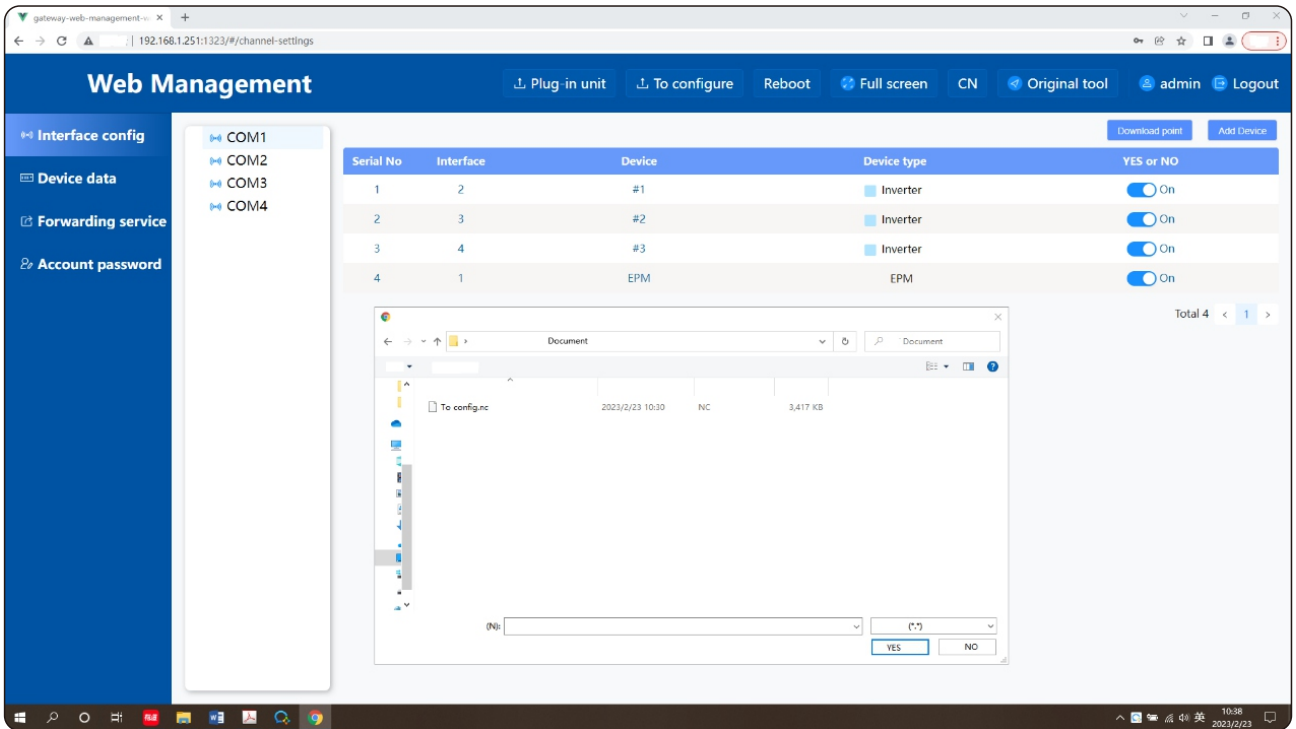 gateway-web-management-w
192.168.1.251:1323/#/channel-settings
Web Management
Plug-in unit To configure Reboot Full screen CN Original tool admin Logout
Interface config
Device data
Forwarding service
Account password
COM1
COM2
COM3
COM4
Download point Add Device
Serial No Interface Device Device type YES or NO
1 2 #1 Inverter On
2 3 #2 Inverter On
3 4 #3 Inverter On
4 1 EPM EPM On
Total 4 < 1 >
Document Document
To config.nc 2023/2/23 10:30 NC 3,417 KB
(N): (*.*)
YES NO
英 10:38
2023/2/23